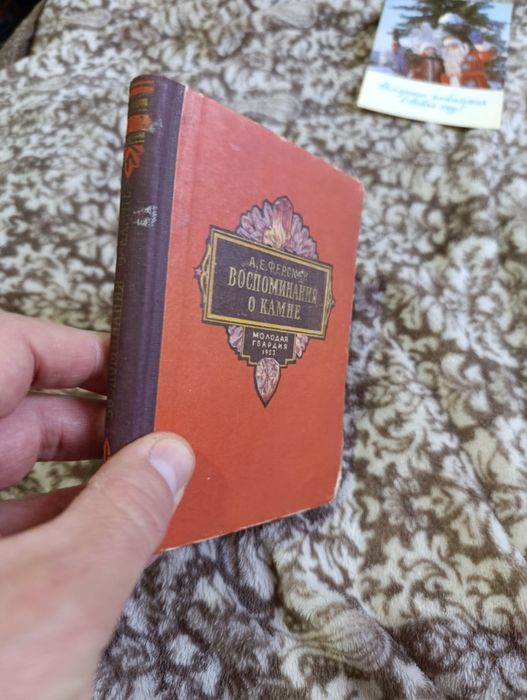 А.Е.ФЕРСМАН
ВОСПОМИНАНИЯ
О КАМНЕ
МОЛОДАЯ
ГВАРДИЯ
1953